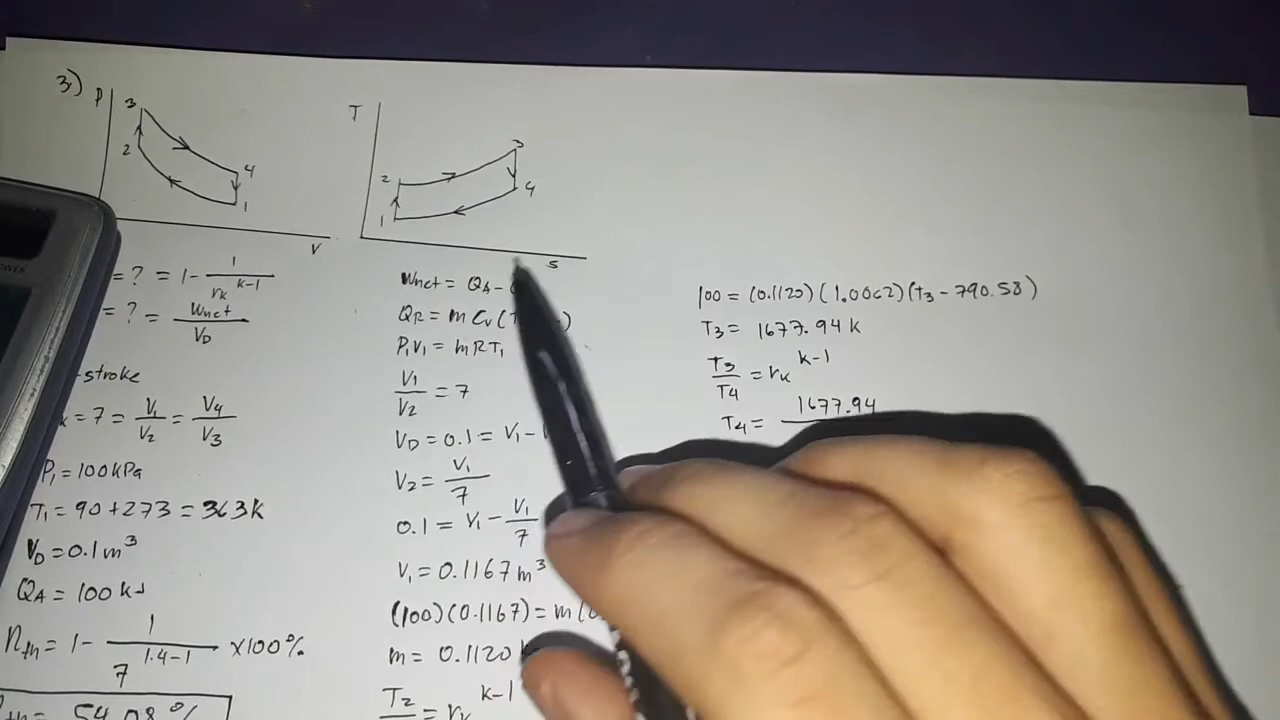 3)
P
3
2
4
1
V
T
3
2
4
1
S
= ? = 1 - 1 / rk^(k-1)
= ? = Wnet / VD
-stroke
k = 7 = V1 / V2 = V4 / V3
P1 = 100 kPa
T1 = 90 + 273 = 363 K
VD = 0.1 m³
QA = 100 kJ
ηth = 1 - 1 / 7^(1.4-1) x100%
54.08%
Wnet = QA -
QR = m Cv (
P1V1 = mRT1
V1 / V2 = 7
VD = 0.1 = V1 -
V2 = V1 / 7
0.1 = V1 - V1 / 7
V1 = 0.1167 m³
(100)(0.1167) = m (
m = 0.1120
T2 = rk^(k-1)
100 = (0.1120)(1.0062)(T3 - 790.58)
T3 = 1677.94 K
T3 / T4 = rk^(k-1)
T4 = 1677.94
OWER